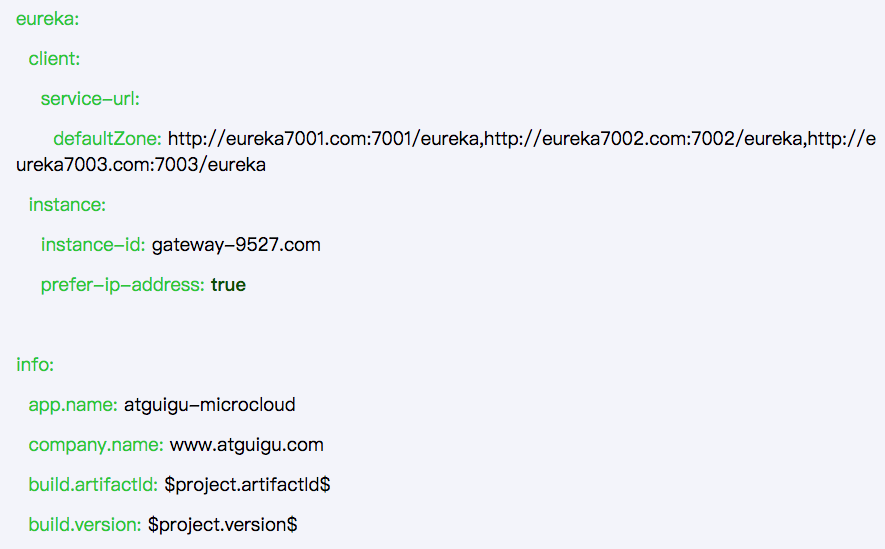 eureka:
client:
service-url:
defaultZone: http://eureka7001.com:7001/eureka,http://eureka7002.com:7002/eureka,http://e
ureka7003.com:7003/eureka
instance:
instance-id: gateway-9527.com
prefer-ip-address: true
info:
app.name: atguigu-microcloud
company.name: www.atguigu.com
build.artifactId: $project.artifactId$
build.version: $project.version$